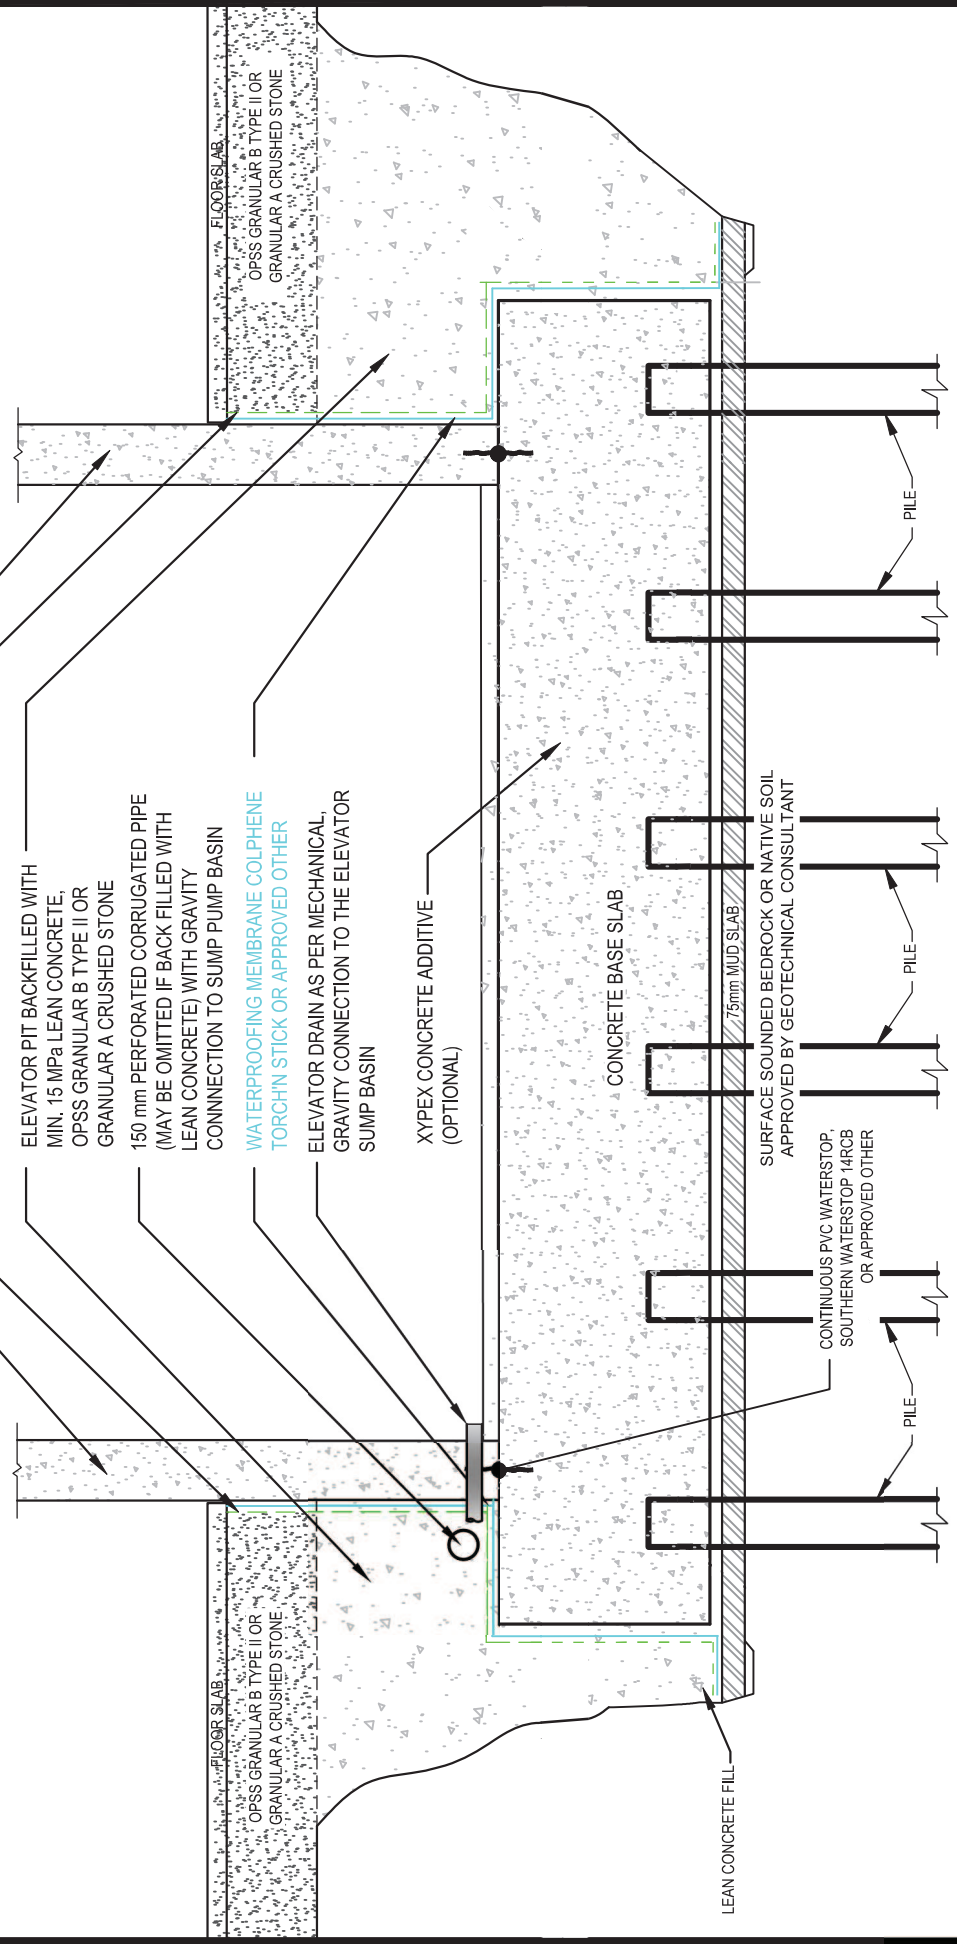 FLOOR SLAB
OPSS GRANULAR B TYPE II OR
GRANULAR A CRUSHED STONE
FLOOR SLAB
OPSS GRANULAR B TYPE II OR
GRANULAR A CRUSHED STONE
ELEVATOR PIT BACKFILLED WITH
MIN. 15 MPa LEAN CONCRETE,
OPSS GRANULAR B TYPE II OR
GRANULAR A CRUSHED STONE
150 mm PERFORATED CORRUGATED PIPE
(MAY BE OMITTED IF BACK FILLED WITH
LEAN CONCRETE) WITH GRAVITY
CONNNECTION TO SUMP PUMP BASIN
WATERPROOFING MEMBRANE COLPHENE
TORCH'N STICK OR APPROVED OTHER
ELEVATOR DRAIN AS PER MECHANICAL,
GRAVITY CONNECTION TO THE ELEVATOR
SUMP BASIN
XYPEX CONCRETE ADDITIVE
(OPTIONAL)
CONCRETE BASE SLAB
75mm MUD SLAB
SURFACE SOUNDED BEDROCK OR NATIVE SOIL
APPROVED BY GEOTECHNICAL CONSULTANT
LEAN CONCRETE FILL
CONTINUOUS PVC WATERSTOP,
SOUTHERN WATERSTOP 14RCB
OR APPROVED OTHER
PILE
PILE
PILE